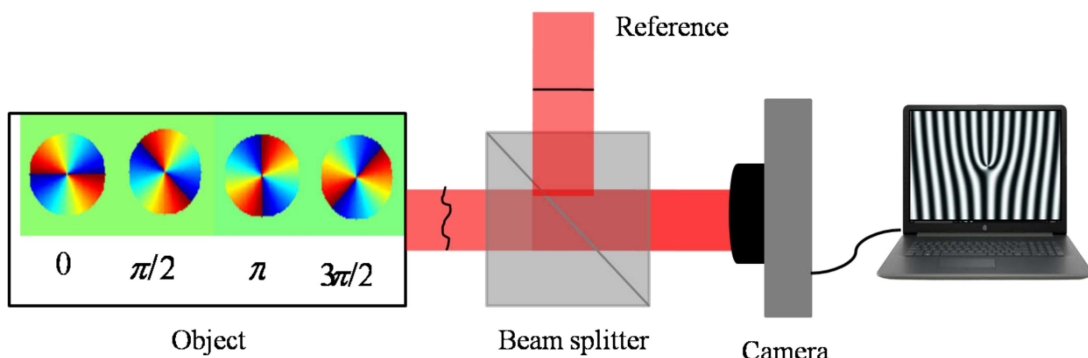 Reference
0 π/2 π 3π/2
Object
Beam splitter
Camera